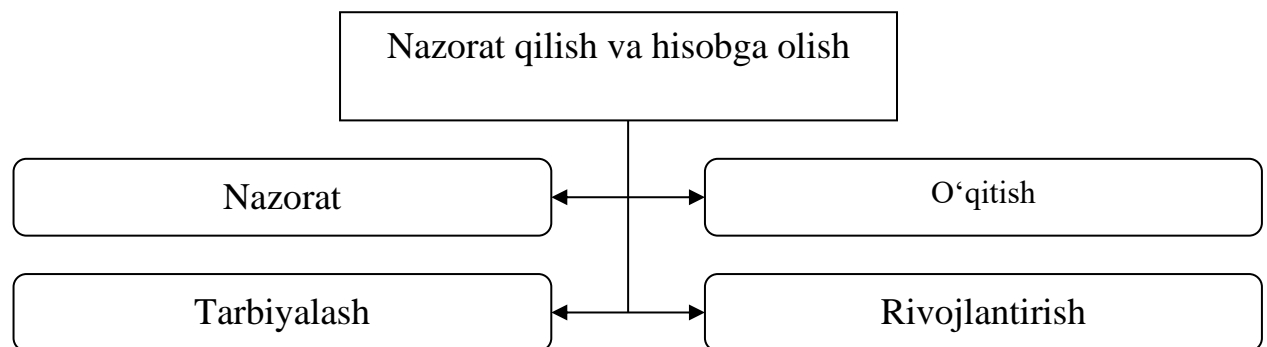 Nazorat qilish va hisobga olish
Nazorat
O‘qitish
Tarbiyalash
Rivojlantirish